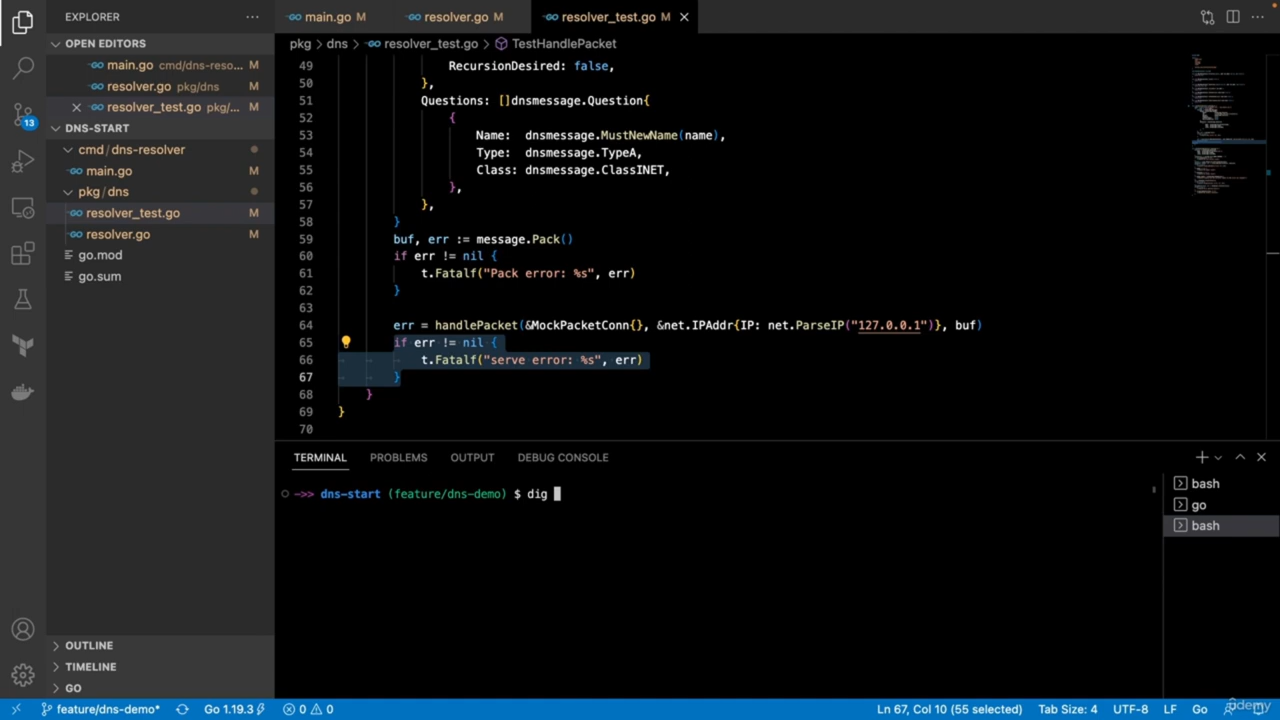 EXPLORER
OPEN EDITORS
main.go cmd/dns-reso... M
resolver.go pkg/dns M
resolver_test.go pkg/... M
DNS-START
cmd / dns-resolver
main.go M
pkg / dns
resolver_test.go M
resolver.go M
go.mod
go.sum
OUTLINE
TIMELINE
GO
13
main.go M
resolver.go M
resolver_test.go M
pkg > dns > resolver_test.go > TestHandlePacket
49 RecursionDesired: false,
50 },
51 Questions: []dnsmessage.Question{
52 {
53 Name: dnsmessage.MustNewName(name),
54 Type: dnsmessage.TypeA,
55 Class: dnsmessage.ClassINET,
56 },
57 },
58 }
59 buf, err := message.Pack()
60 if err != nil {
61 t.Fatalf("Pack error: %s", err)
62 }
63
64 err = handlePacket(&MockPacketConn{}, &net.IPAddr{IP: net.ParseIP("127.0.0.1")}, buf)
65 if err != nil {
66 t.Fatalf("serve error: %s", err)
67 }
68 }
69 }
70
TERMINAL PROBLEMS OUTPUT DEBUG CONSOLE
->> dns-start (feature/dns-demo) $ dig
bash
go
bash
feature/dns-demo* Go 1.19.3 0 0 Ln 67, Col 10 (55 selected) Tab Size: 4 UTF-8 LF Go
udemy